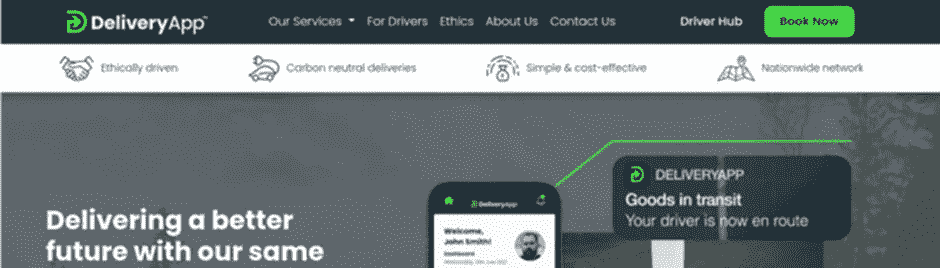 DeliveryApp™ Our Services For Drivers Ethics About Us Contact Us Driver Hub Book Now
Ethically driven Carbon neutral deliveries Simple & cost-effective Nationwide network
DELIVERYAPP
Goods in transit
Your driver is now en route
Delivering a better
future with our same
DeliveryApp
Welcome,
John Smith!